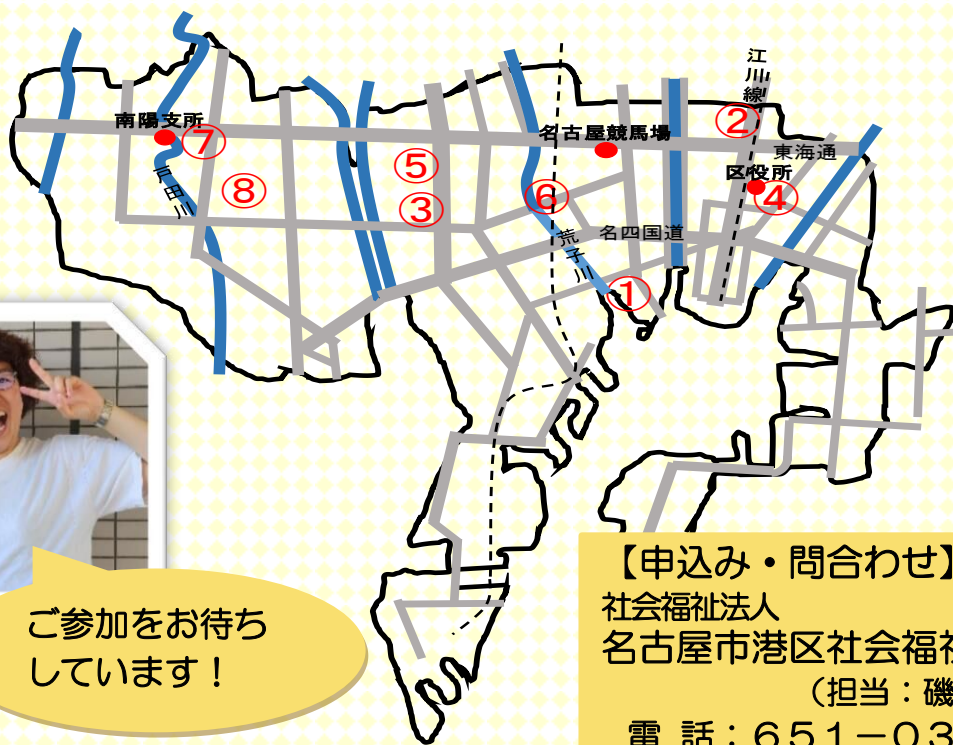 江川線
②
南陽支所
⑦
名古屋競馬場
東海通
⑤
区役所
⑧
戸田川
③
⑥
④
荒子川
名四国道
①
ご参加をお待ち
しています！
【申込み・問合わせ】
社会福祉法人
名古屋市港区社会福祉
（担当：磯
電 話：６５１－０３